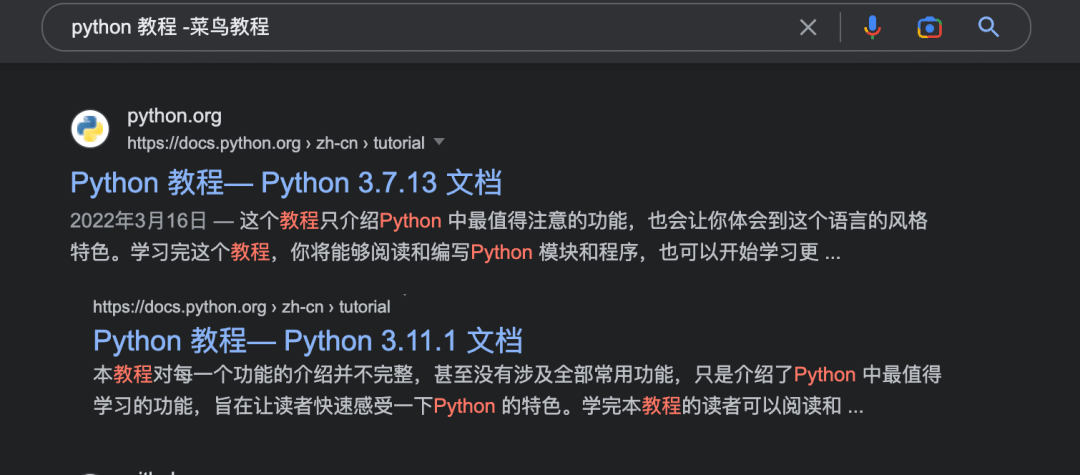 python 教程 -菜鸟教程
python.org
https://docs.python.org › zh-cn › tutorial
Python 教程— Python 3.7.13 文档
2022年3月16日 — 这个教程只介绍Python 中最值得注意的功能，也会让你体会到这个语言的风格
特色。学习完这个教程，你将能够阅读和编写Python 模块和程序，也可以开始学习更 ...
https://docs.python.org › zh-cn › tutorial
Python 教程— Python 3.11.1 文档
本教程对每一个功能的介绍并不完整，甚至没有涉及全部常用功能，只是介绍了Python 中最值得
学习的功能，旨在让读者快速感受一下Python 的特色。学完本教程的读者可以阅读和 ...